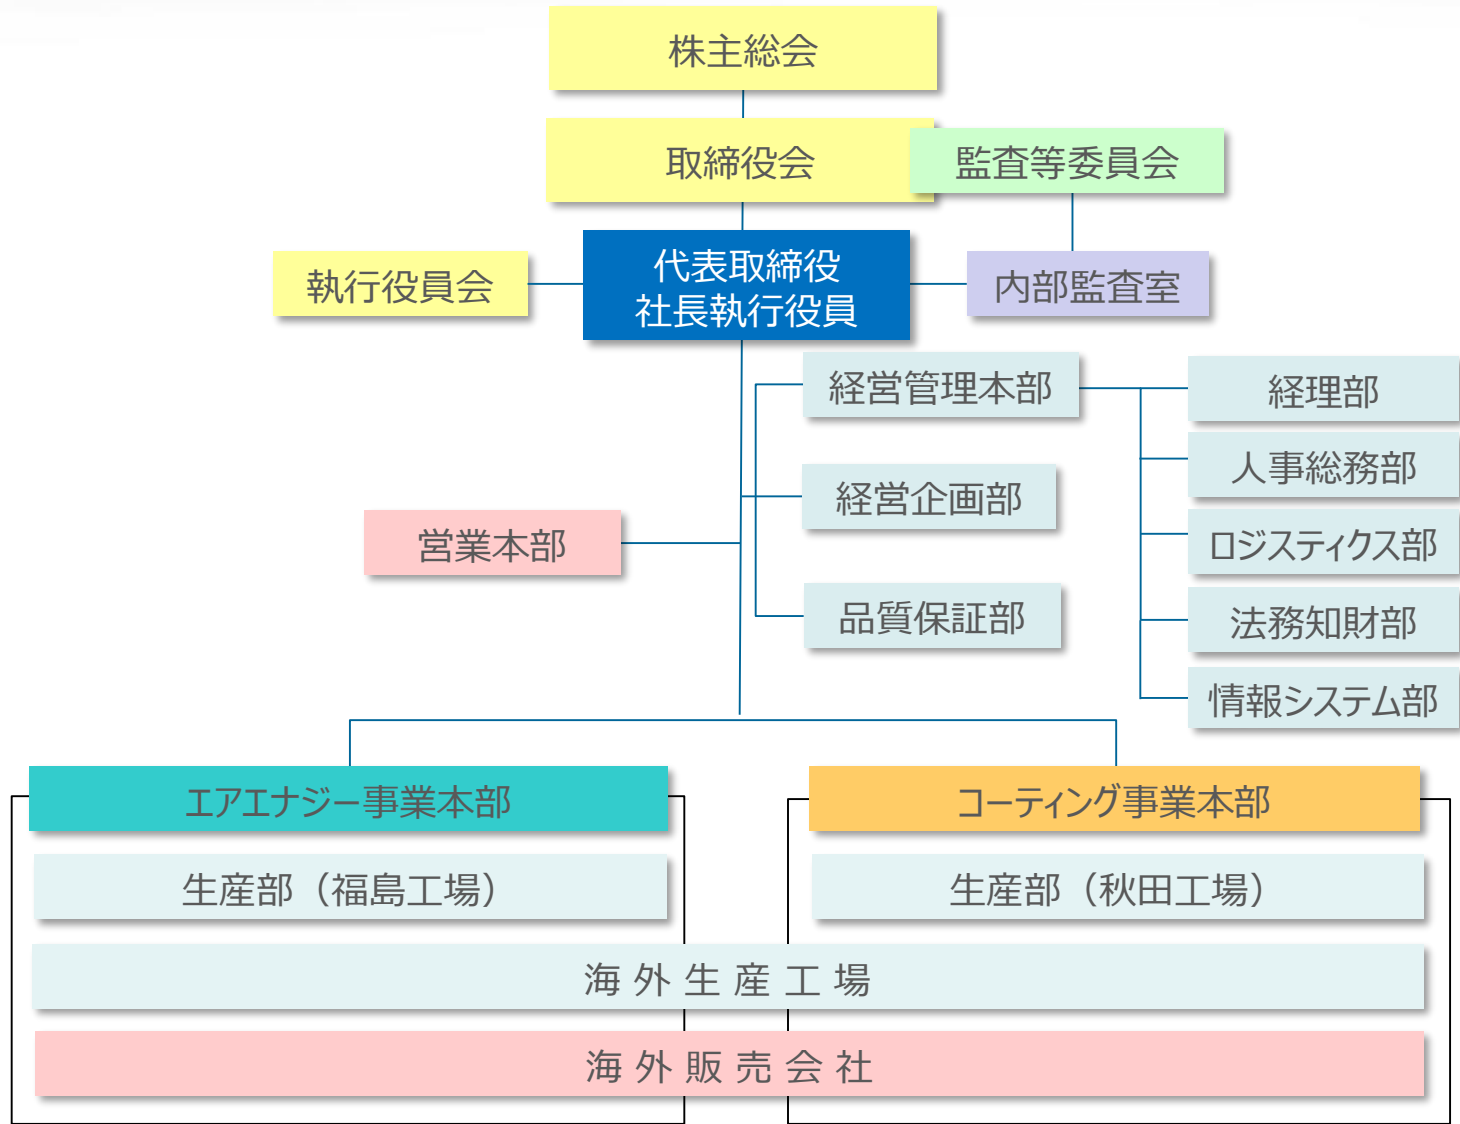 株主総会
取締役会
監査等委員会
執行役員会
代表取締役
社長執行役員
内部監査室
経営管理本部
経理部
人事総務部
経営企画部
営業本部
ロジスティクス部
品質保証部
法務知財部
情報システム部
エアエナジー事業本部
コーティング事業本部
生産部（福島工場）
生産部（秋田工場）
海外生産工場
海外販売会社